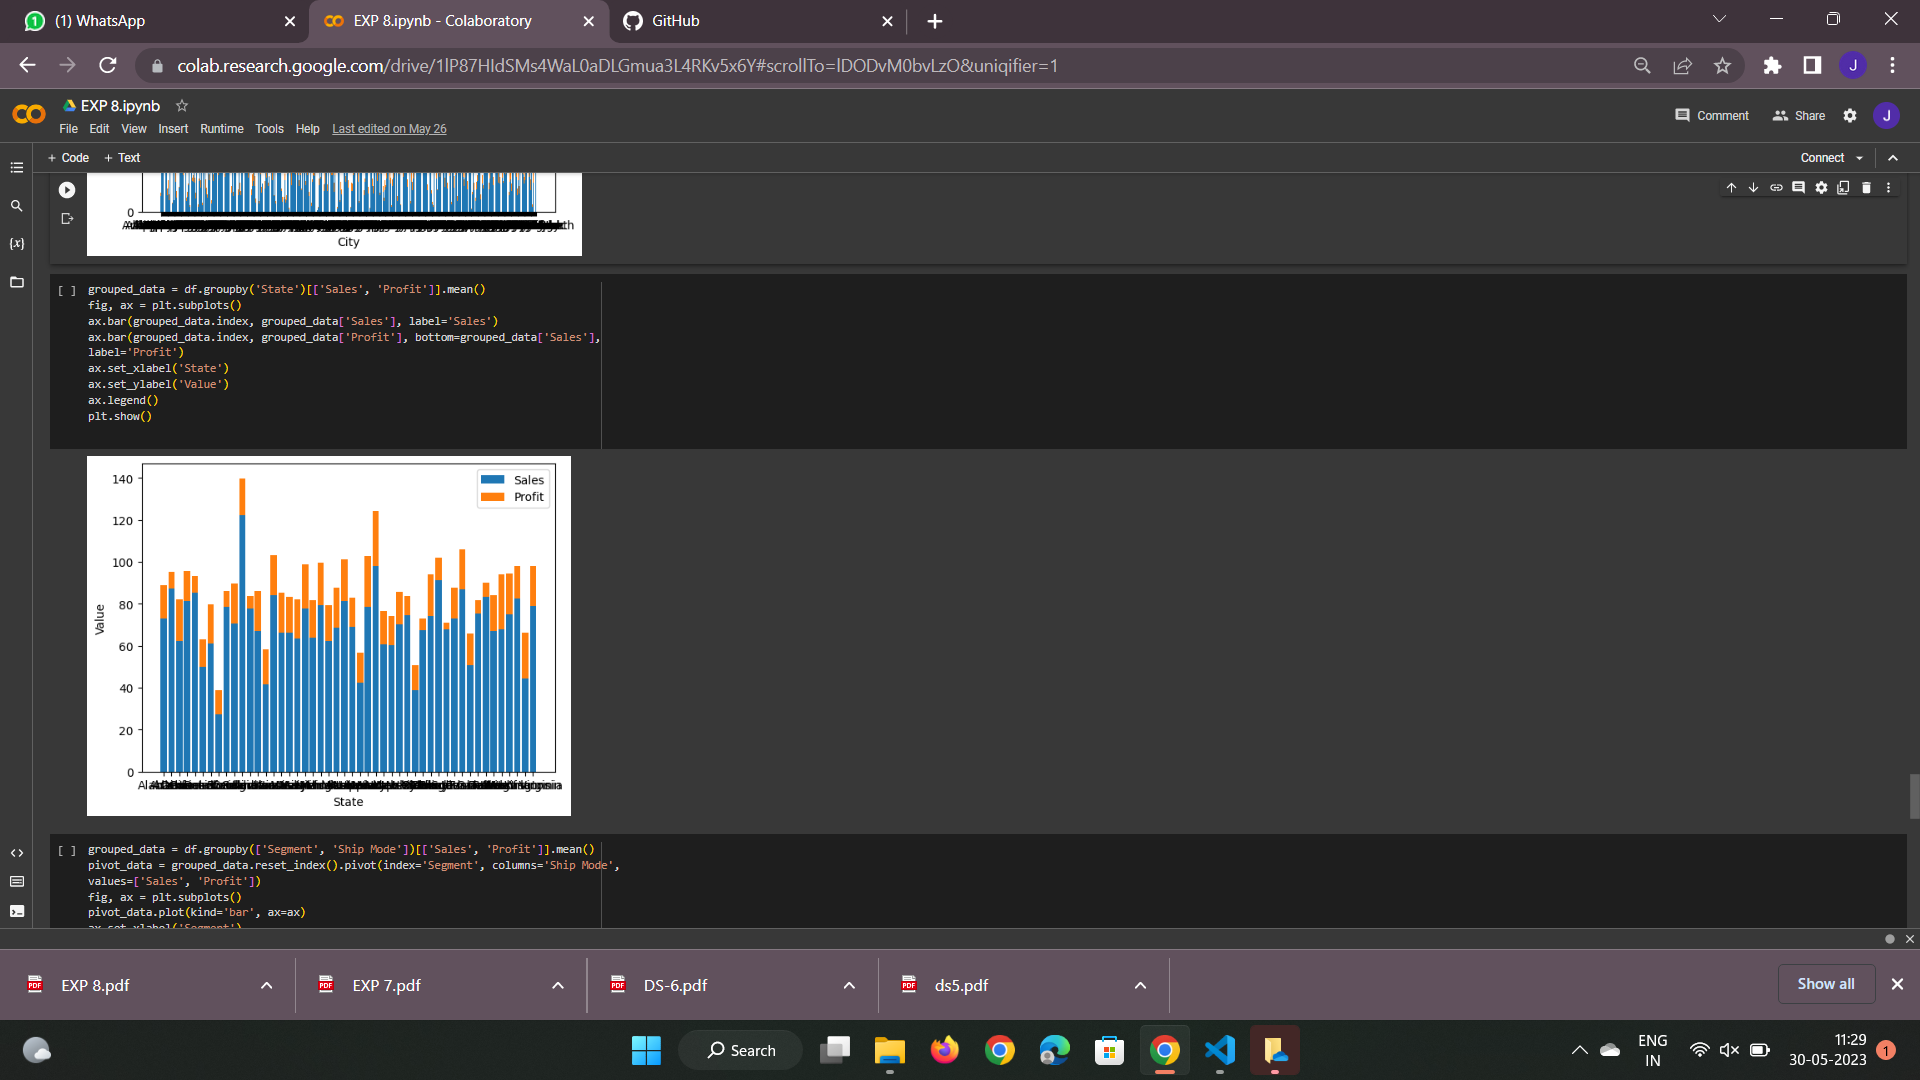 (1) WhatsApp
EXP 8.ipynb - Colaboratory
GitHub
colab.research.google.com/drive/1lP87HIdSMs4WaL0aDLGmua3L4RKv5x6Y#scrollTo=lDODvM0bvLzO&uniqifier=1
J
EXP 8.ipynb
File Edit View Insert Runtime Tools Help Last edited on May 26
Comment Share J
+ Code + Text
Connect
0
City
[ ] grouped_data = df.groupby('State')[['Sales', 'Profit']].mean()
fig, ax = plt.subplots()
ax.bar(grouped_data.index, grouped_data['Sales'], label='Sales')
ax.bar(grouped_data.index, grouped_data['Profit'], bottom=grouped_data['Sales'],
label='Profit')
ax.set_xlabel('State')
ax.set_ylabel('Value')
ax.legend()
plt.show()
Sales
Profit
140
120
100
80
60
40
20
0
Value
State
[ ] grouped_data = df.groupby(['Segment', 'Ship Mode'])[['Sales', 'Profit']].mean()
pivot_data = grouped_data.reset_index().pivot(index='Segment', columns='Ship Mode',
values=['Sales', 'Profit'])
fig, ax = plt.subplots()
pivot_data.plot(kind='bar', ax=ax)
ax.set_xlabel('Segment')
EXP 8.pdf
EXP 7.pdf
DS-6.pdf
ds5.pdf
Show all
Search
ENG
IN
11:29
30-05-2023
1